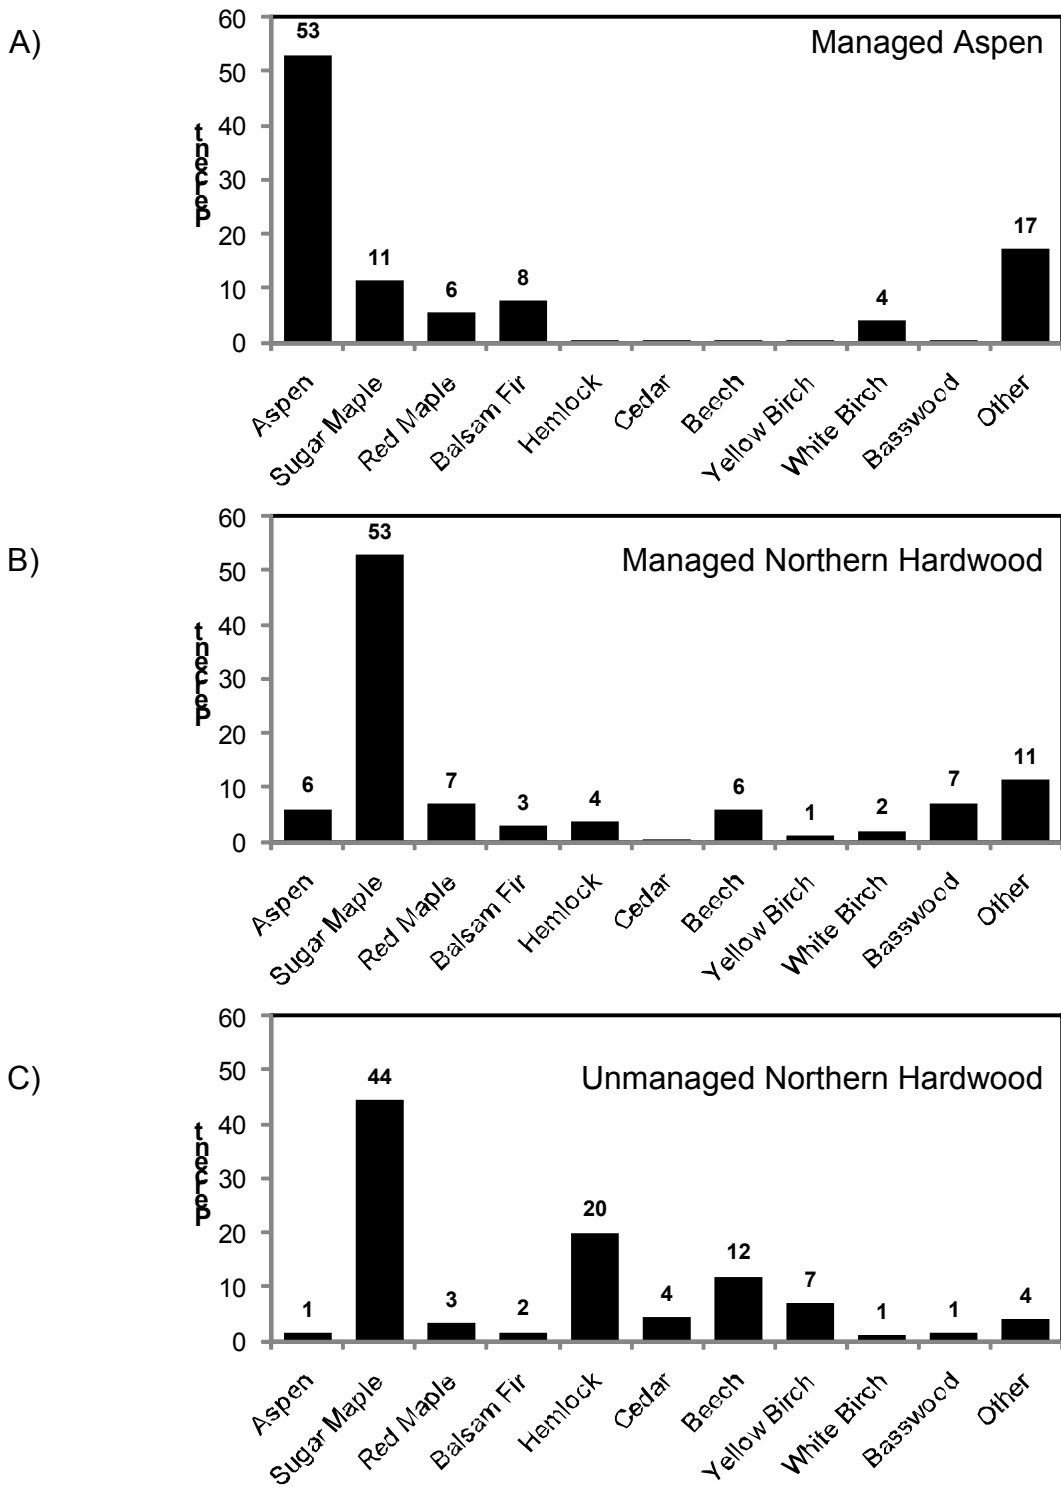 A)
Managed Aspen
Percent
60
50
40
30
20
10
0
53
11
6
8
4
17
Aspen
Sugar Maple
Red Maple
Balsam Fir
Hemlock
Cedar
Beech
Yellow Birch
White Birch
Basswood
Other
B)
Managed Northern Hardwood
Percent
60
50
40
30
20
10
0
6
53
7
3
4
6
1
2
7
11
Aspen
Sugar Maple
Red Maple
Balsam Fir
Hemlock
Cedar
Beech
Yellow Birch
White Birch
Basswood
Other
C)
Unmanaged Northern Hardwood
Percent
60
50
40
30
20
10
0
1
44
3
2
20
4
12
7
1
1
4
Aspen
Sugar Maple
Red Maple
Balsam Fir
Hemlock
Cedar
Beech
Yellow Birch
White Birch
Basswood
Other